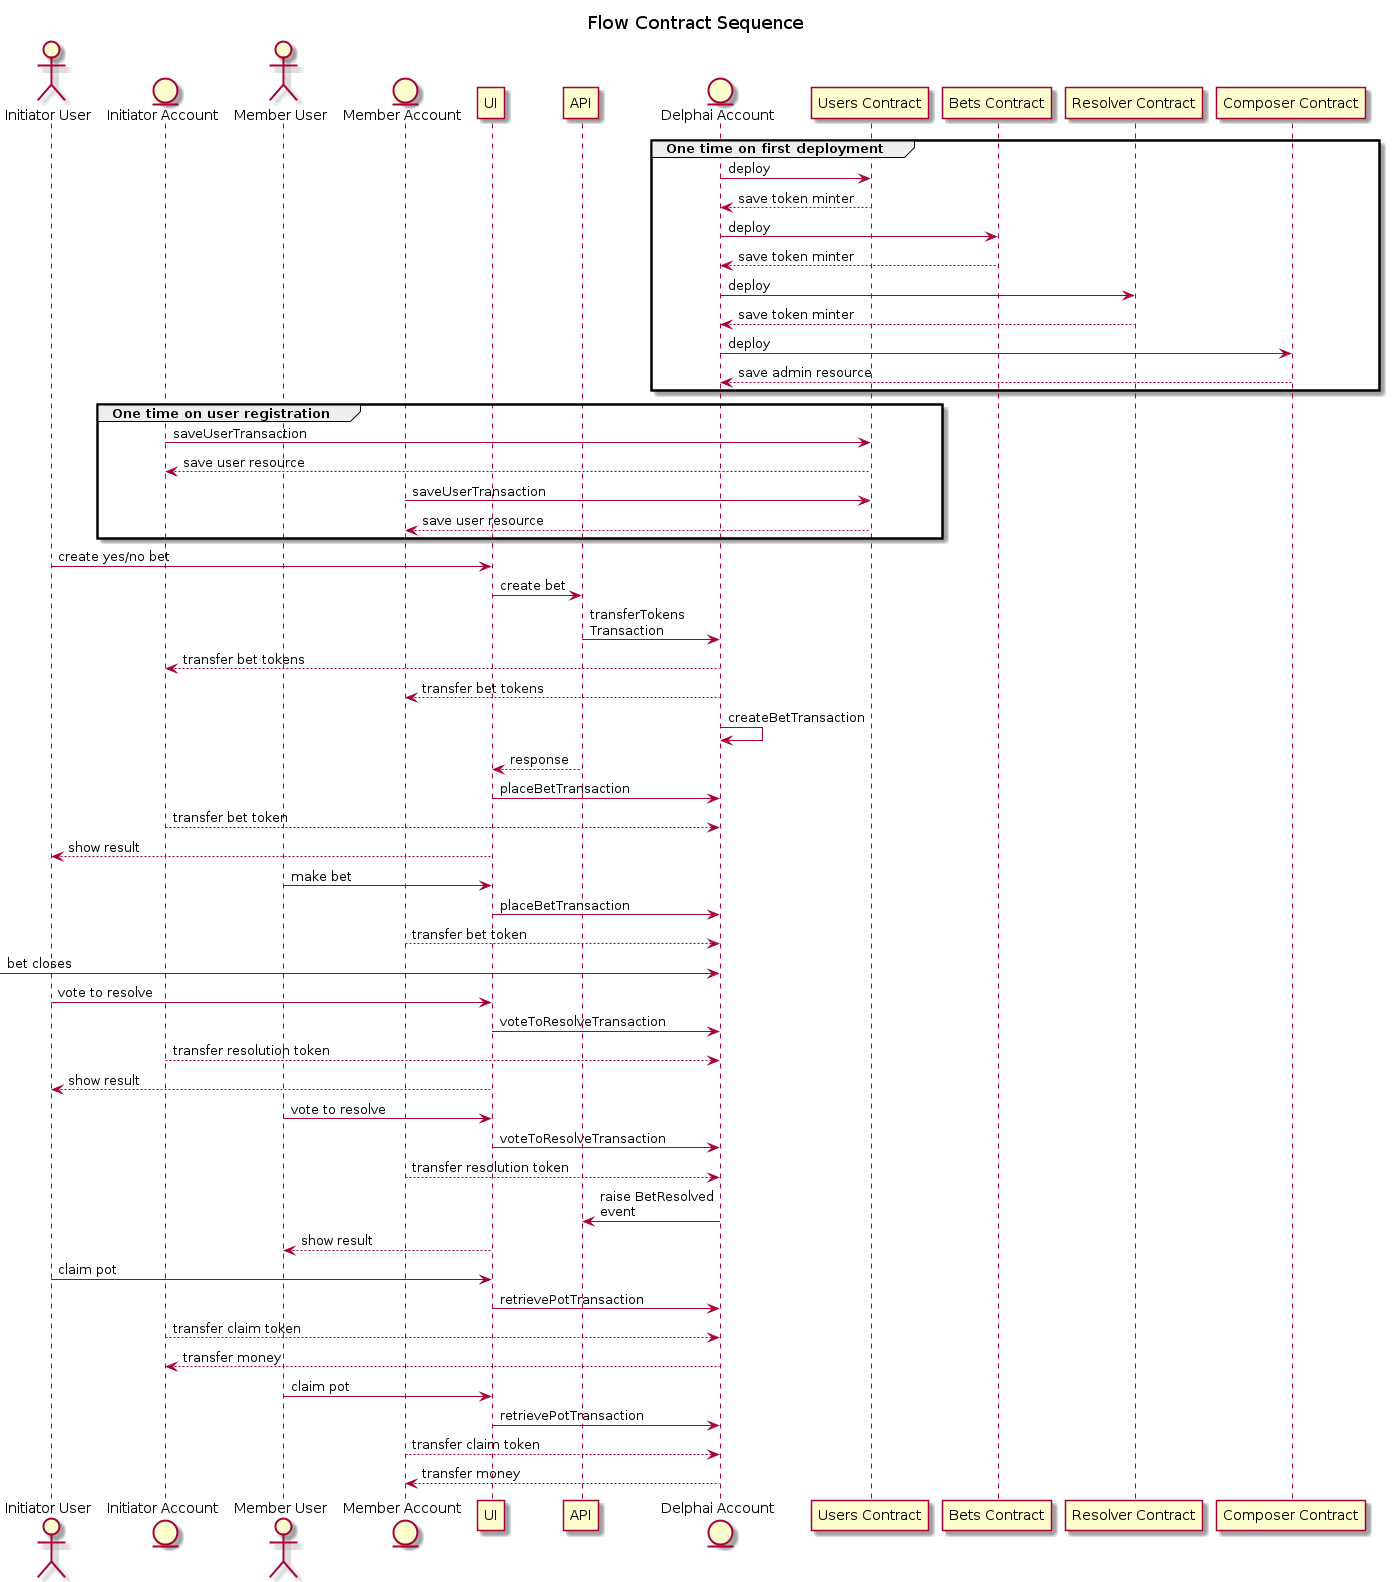 Flow Contract Sequence
Initiator User
Initiator Account
Member User
Member Account
UI
API
Delphai Account
Users Contract
Bets Contract
Resolver Contract
Composer Contract
One time on first deployment
deploy
save token minter
deploy
save token minter
deploy
save token minter
deploy
save admin resource
One time on user registration
saveUserTransaction
save user resource
saveUserTransaction
save user resource
create yes/no bet
create bet
transferTokens
Transaction
transfer bet tokens
transfer bet tokens
createBetTransaction
response
placeBetTransaction
transfer bet token
show result
make bet
placeBetTransaction
transfer bet token
bet closes
vote to resolve
voteToResolveTransaction
transfer resolution token
show result
vote to resolve
voteToResolveTransaction
transfer resolution token
raise BetResolved
event
show result
claim pot
retrievePotTransaction
transfer claim token
transfer money
claim pot
retrievePotTransaction
transfer claim token
transfer money
Initiator User
Initiator Account
Member User
Member Account
UI
API
Delphai Account
Users Contract
Bets Contract
Resolver Contract
Composer Contract